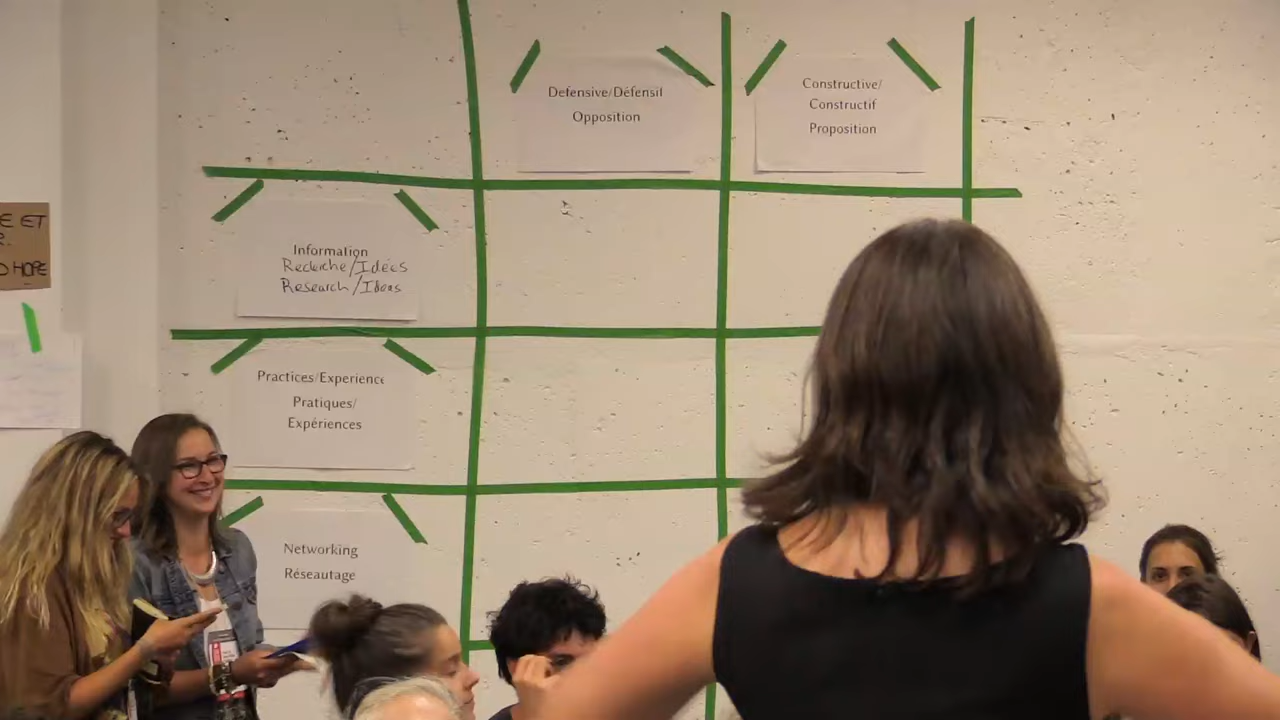 Defensive/Défensif
Opposition
Constructive/
Constructif
Proposition
E ET
R.
D HOPE
Information
Recherche/Idées
Research/Ideas
Practices/Experience
Pratiques/
Expériences
Networking
Réseautage